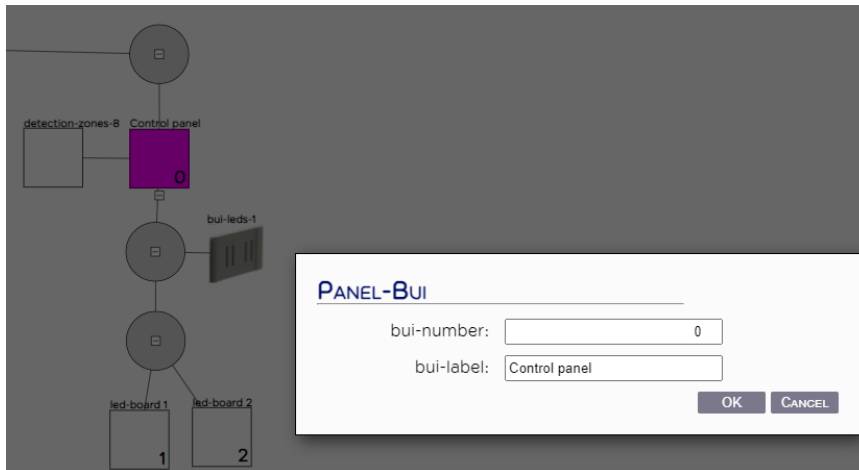 detection-zones-8 Control panel
0
bui-leds-1
PANEL-BUI
bui-number: 0
bui-label: Control panel
OK CANCEL
led-board 1 led-board 2
1 2